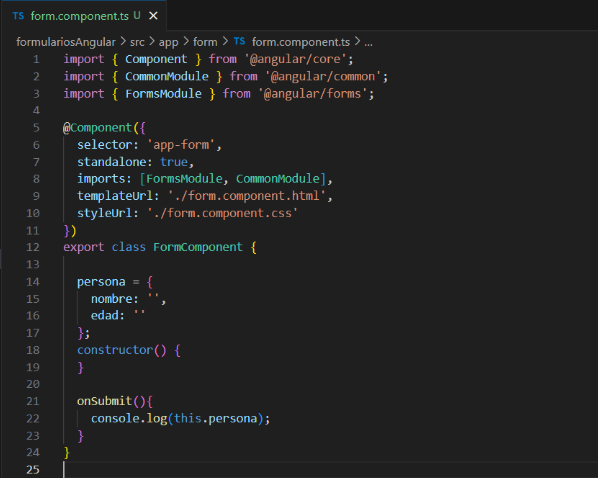 TS form.component.ts U X
formulariosAngular > src > app > form > TS form.component.ts > ...
1 import { Component } from '@angular/core';
2 import { CommonModule } from '@angular/common';
3 import { FormsModule } from '@angular/forms';
4
5 @Component({
6 selector: 'app-form',
7 standalone: true,
8 imports: [FormsModule, CommonModule],
9 templateUrl: './form.component.html',
10 styleUrl: './form.component.css'
11 })
12 export class FormComponent {
13
14 persona = {
15 nombre: '',
16 edad: ''
17 };
18 constructor() {
19 }
20
21 onSubmit(){
22 console.log(this.persona);
23 }
24 }
25